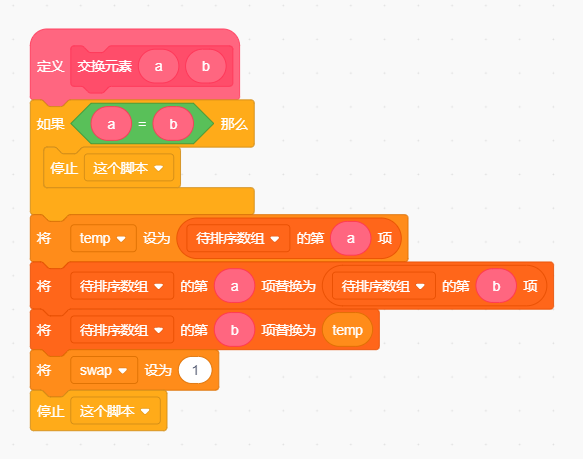 定义 交换元素 a b
如果 a = b 那么
停止 这个脚本
将 temp 设为 待排序数组 的第 a 项
将 待排序数组 的第 a 项替换为 待排序数组 的第 b 项
将 待排序数组 的第 b 项替换为 temp
将 swap 设为 1
停止 这个脚本